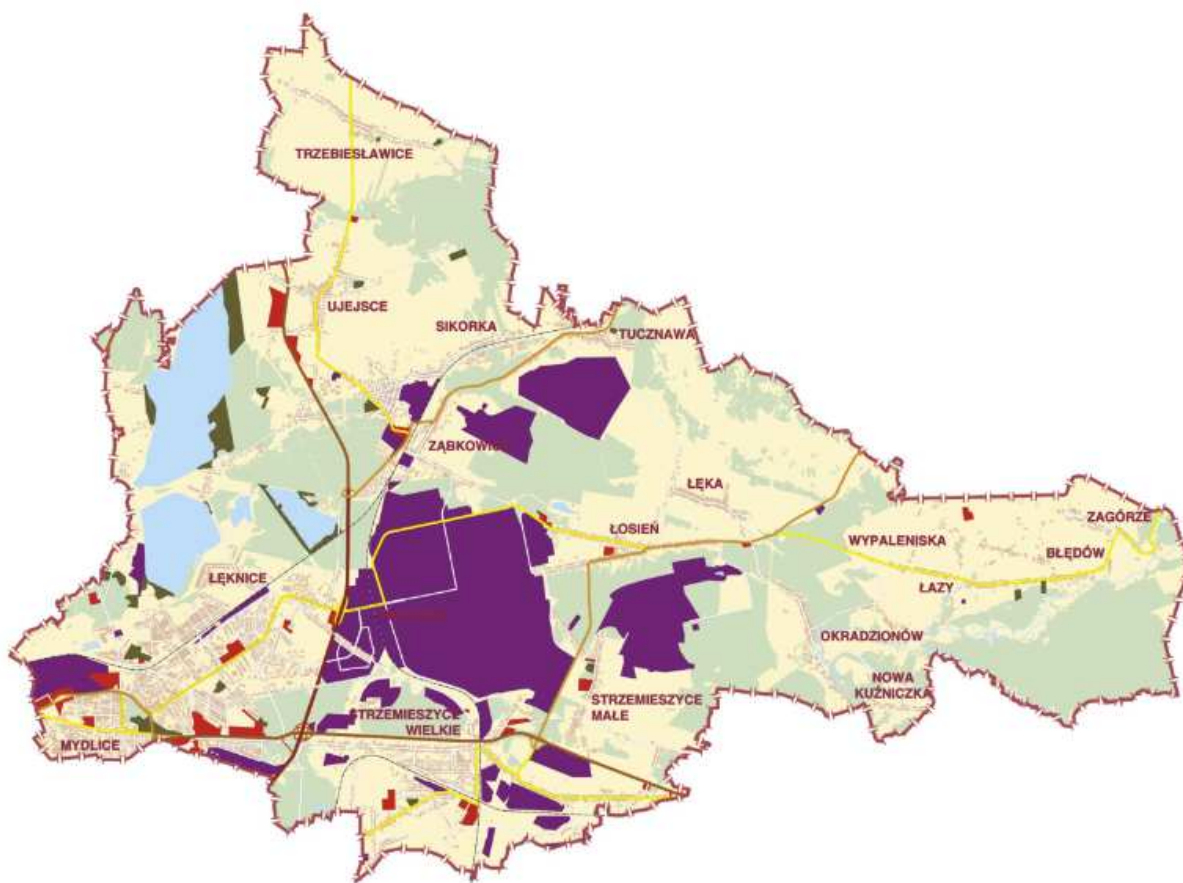 TRZEBIESŁAWICE
UJEJSCE
SIKORKA
TUCZNAWA
ZĄBKOWICE
ŁĘKA
ŁOSIEŃ
ZAGÓRZE
WYPALENISKA
BŁĘDÓW
ŁAZY
ŁĘKNICE
OKRADZIONÓW
NOWA
KUŹNICZKA
STRZEMIESZYCE
MAŁE
STRZEMIESZYCE
WIELKIE
MYDLICE